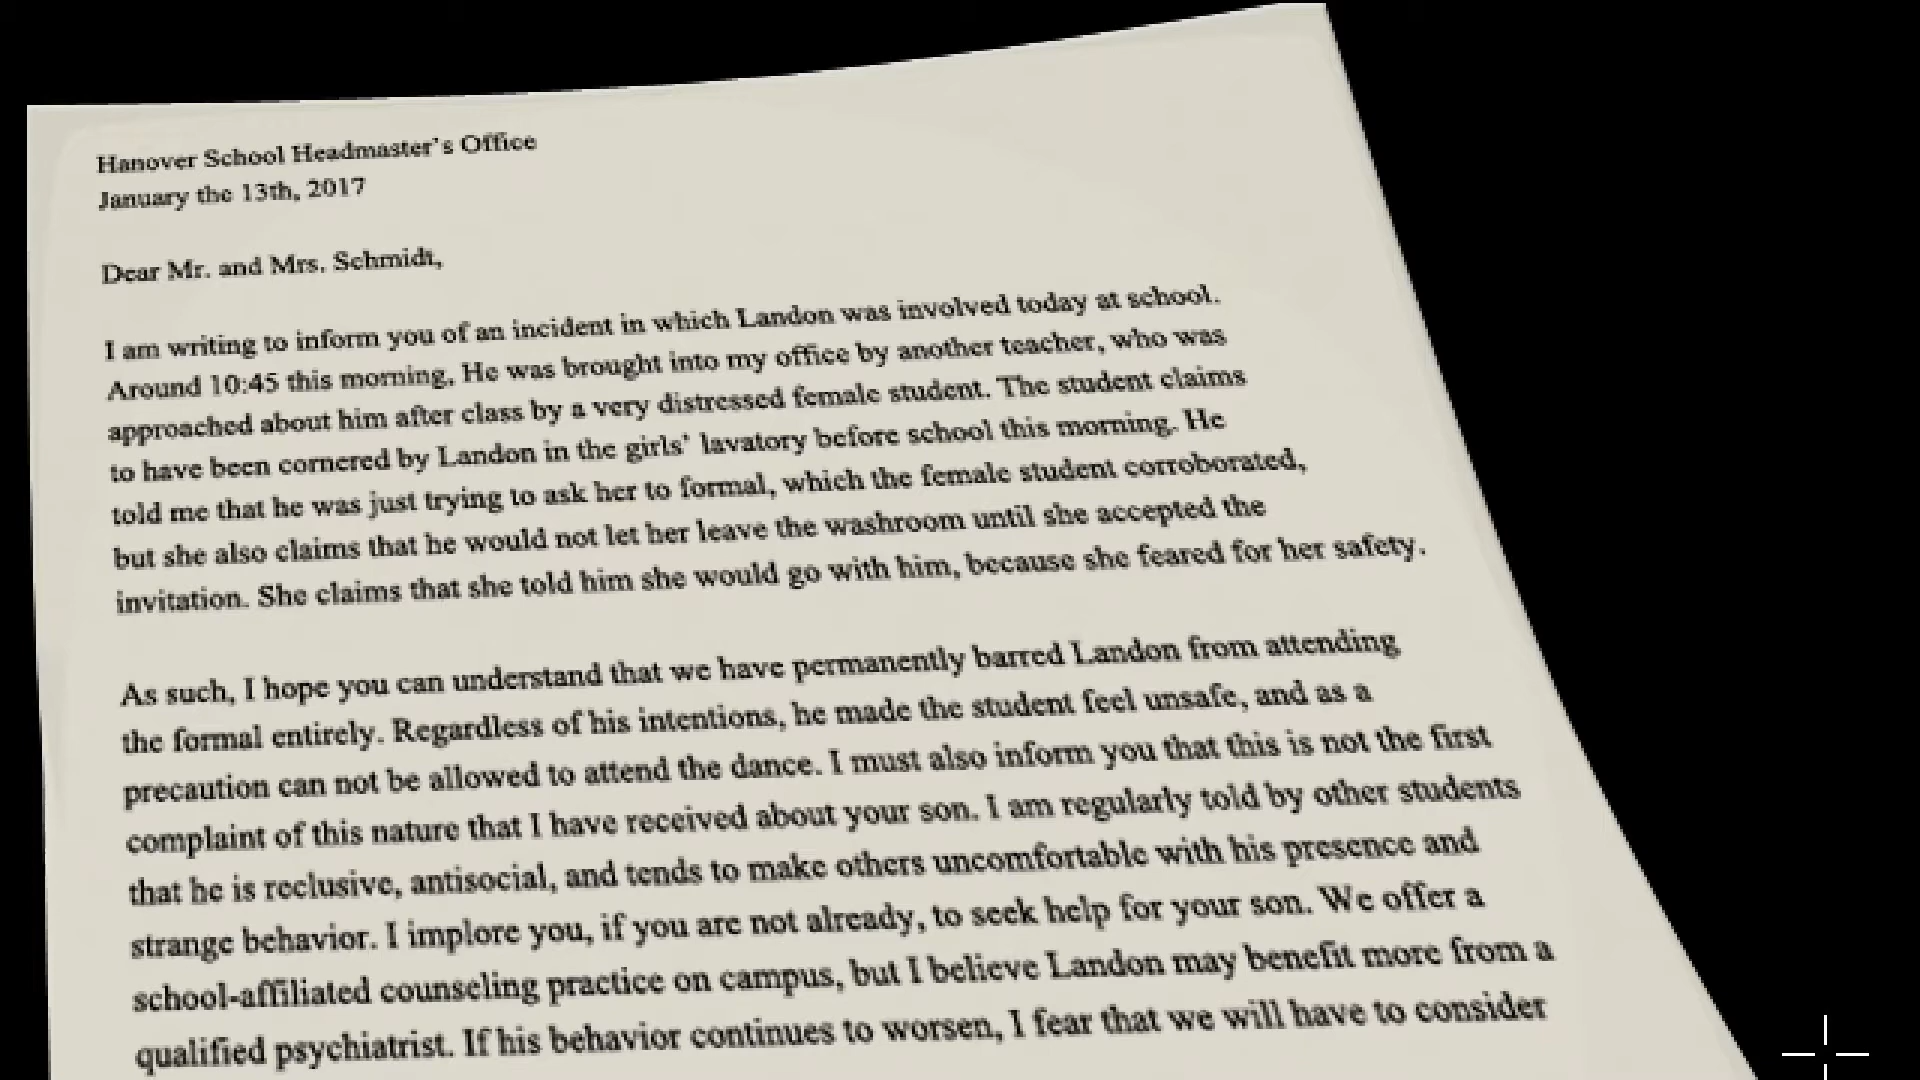 Hanover School Headmaster's Office
January the 13th, 2017
Dear Mr. and Mrs. Schmidt,
I am writing to inform you of an incident in which Landon was involved today at school.
Around 10:45 this morning, He was brought into my office by another teacher, who was
approached about him after class by a very distressed female student. The student claims
to have been cornered by Landon in the girls' lavatory before school this morning. He
told me that he was just trying to ask her to formal, which the female student corroborated,
but she also claims that he would not let her leave the washroom until she accepted the
invitation. She claims that she told him she would go with him, because she feared for her safety.
As such, I hope you can understand that we have permanently barred Landon from attending
the formal entirely. Regardless of his intentions, he made the student feel unsafe, and as a
precaution can not be allowed to attend the dance. I must also inform you that this is not the first
complaint of this nature that I have received about your son. I am regularly told by other students
that he is reclusive, antisocial, and tends to make others uncomfortable with his presence and
strange behavior. I implore you, if you are not already, to seek help for your son. We offer a
school-affiliated counseling practice on campus, but I believe Landon may benefit more from a
qualified psychiatrist. If his behavior continues to worsen, I fear that we will have to consider